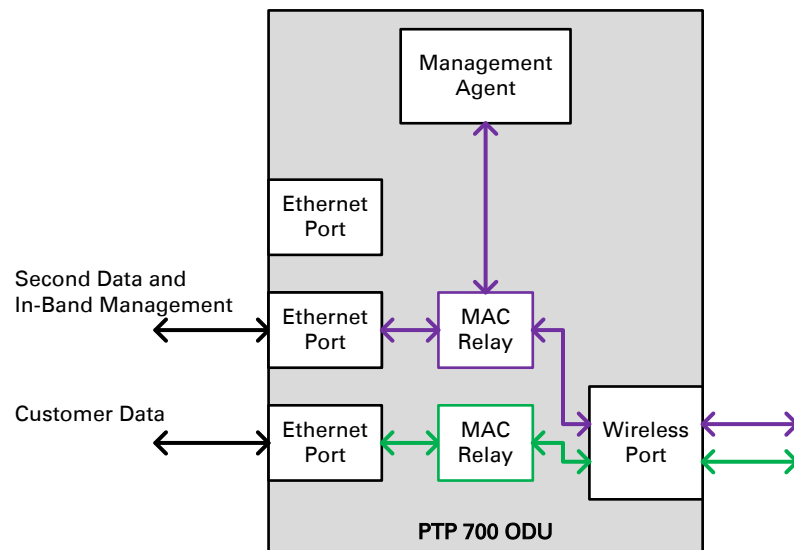 Management
Agent
Ethernet
Port
Second Data and
In-Band Management
Ethernet
Port
MAC
Relay
Customer Data
Ethernet
Port
MAC
Relay
Wireless
Port
PTP 700 ODU